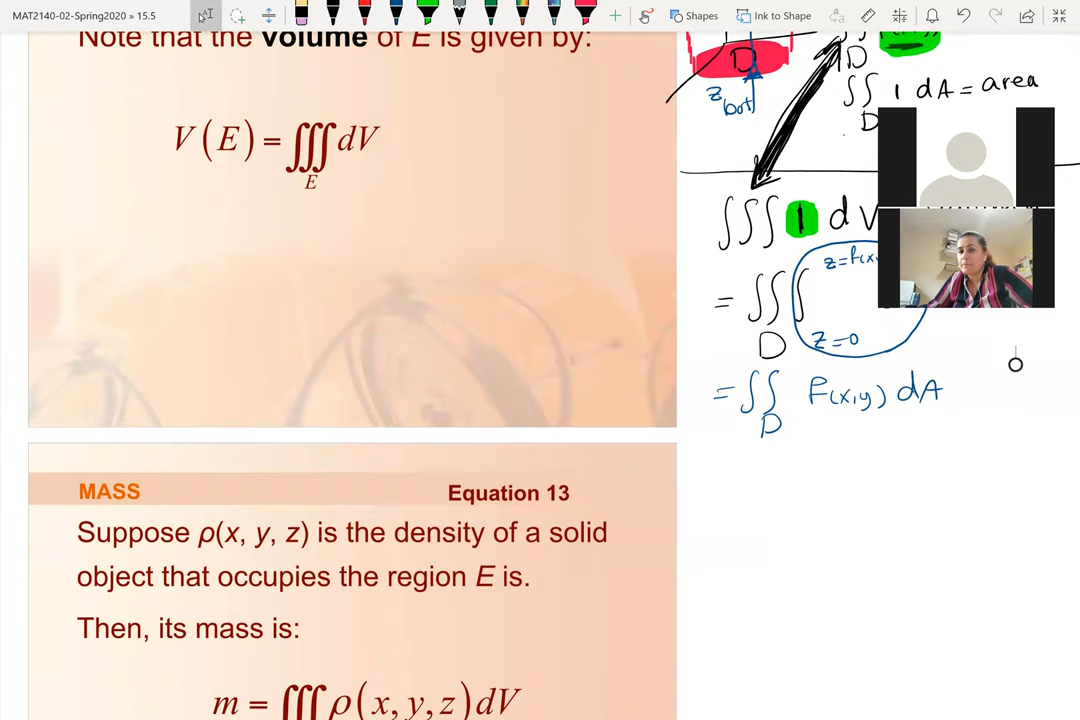 MAT2140-02-Spring2020 » 15.5
Shapes
Ink to Shape
Note that the volume of E is given by:
V(E) = ∭ dV
E
MASS
Equation 13
Suppose ρ(x, y, z) is the density of a solid
object that occupies the region E is.
Then, its mass is:
m = ∭ ρ(x, y, z) dV
D
D
z bot
∬ 1 dA = area
D
∭ 1 dV
z = f(x
= ∬ ∫
D
z = 0
= ∬ f(x,y) dA
D